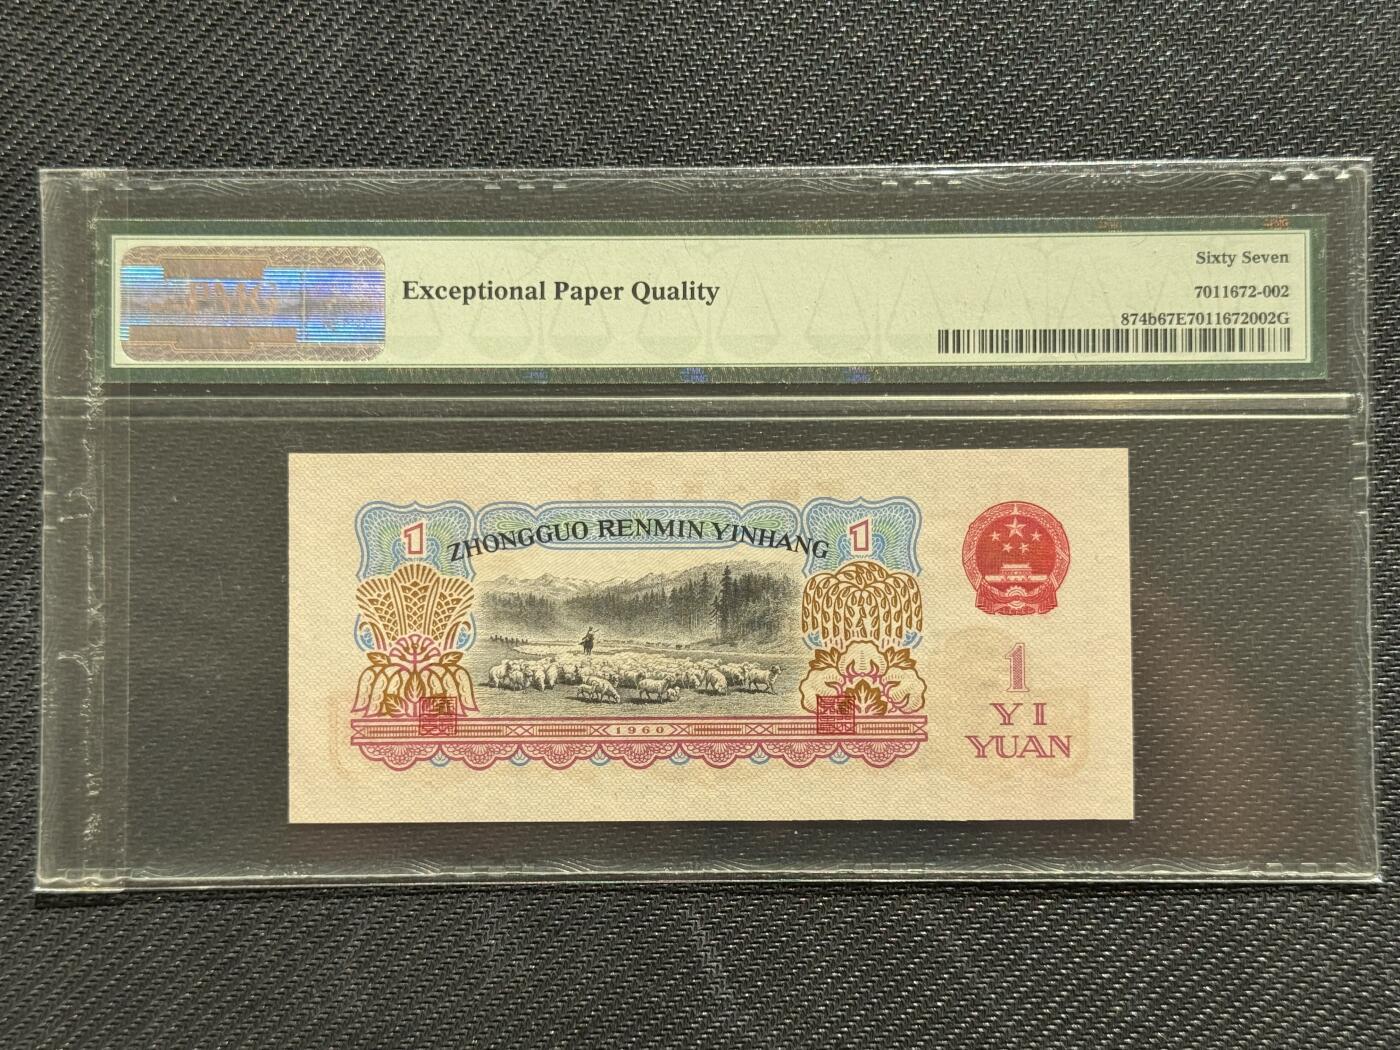 PMG
Exceptional Paper Quality
Sixty Seven
7011672-002
874b67E7011672002G
1
ZHONGGUO RENMIN YINHANG
1
1960
1
YI
YUAN